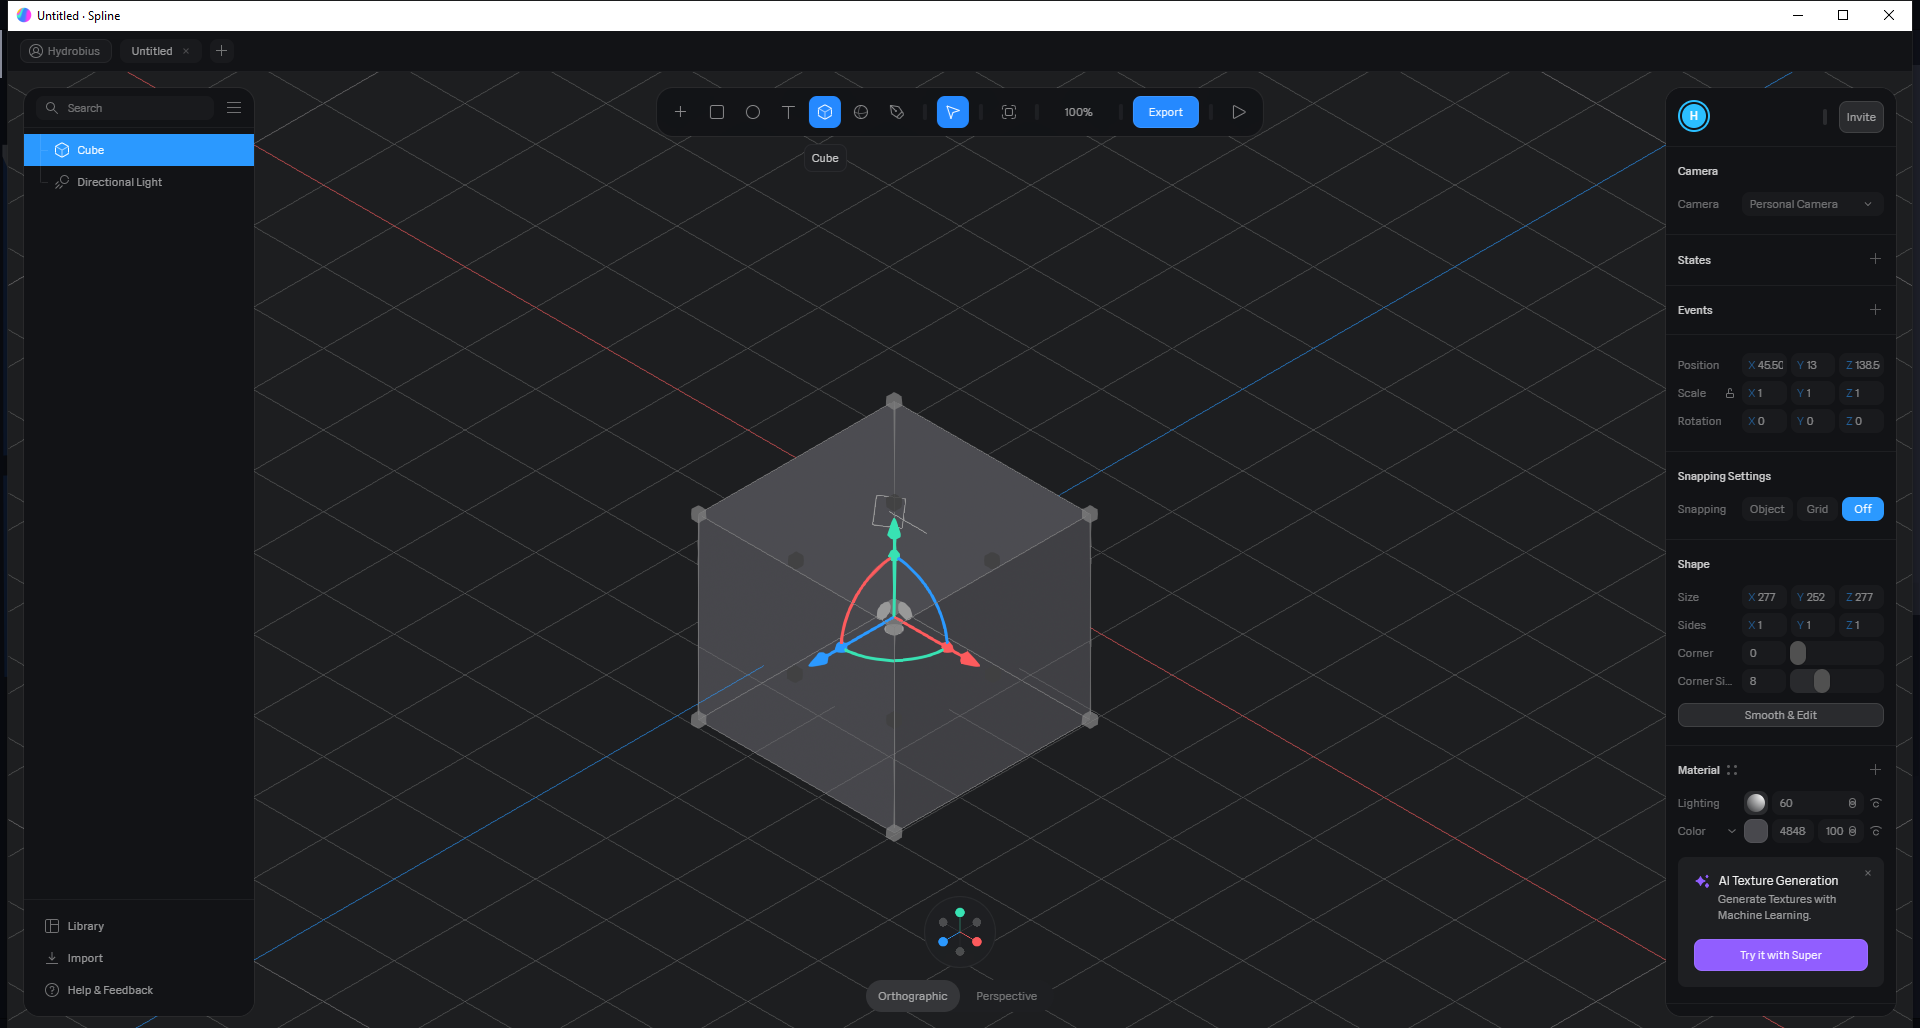 Untitled · Spline
Hydrobius
Untitled
Search
100%
Export
Cube
Cube
Directional Light
Library
Import
Help & Feedback
Orthographic
Perspective
H
Invite
Camera
Camera Personal Camera
States
Events
Position X 45.50 Y 13 Z 138.5
Scale X 1 Y 1 Z 1
Rotation X 0 Y 0 Z 0
Snapping Settings
Snapping Object Grid Off
Shape
Size X 277 Y 252 Z 277
Sides X 1 Y 1 Z 1
Corner 0
Corner Si... 8
Smooth & Edit
Material
Lighting 60
Color 4848 100
AI Texture Generation
Generate Textures with
Machine Learning.
Try it with Super